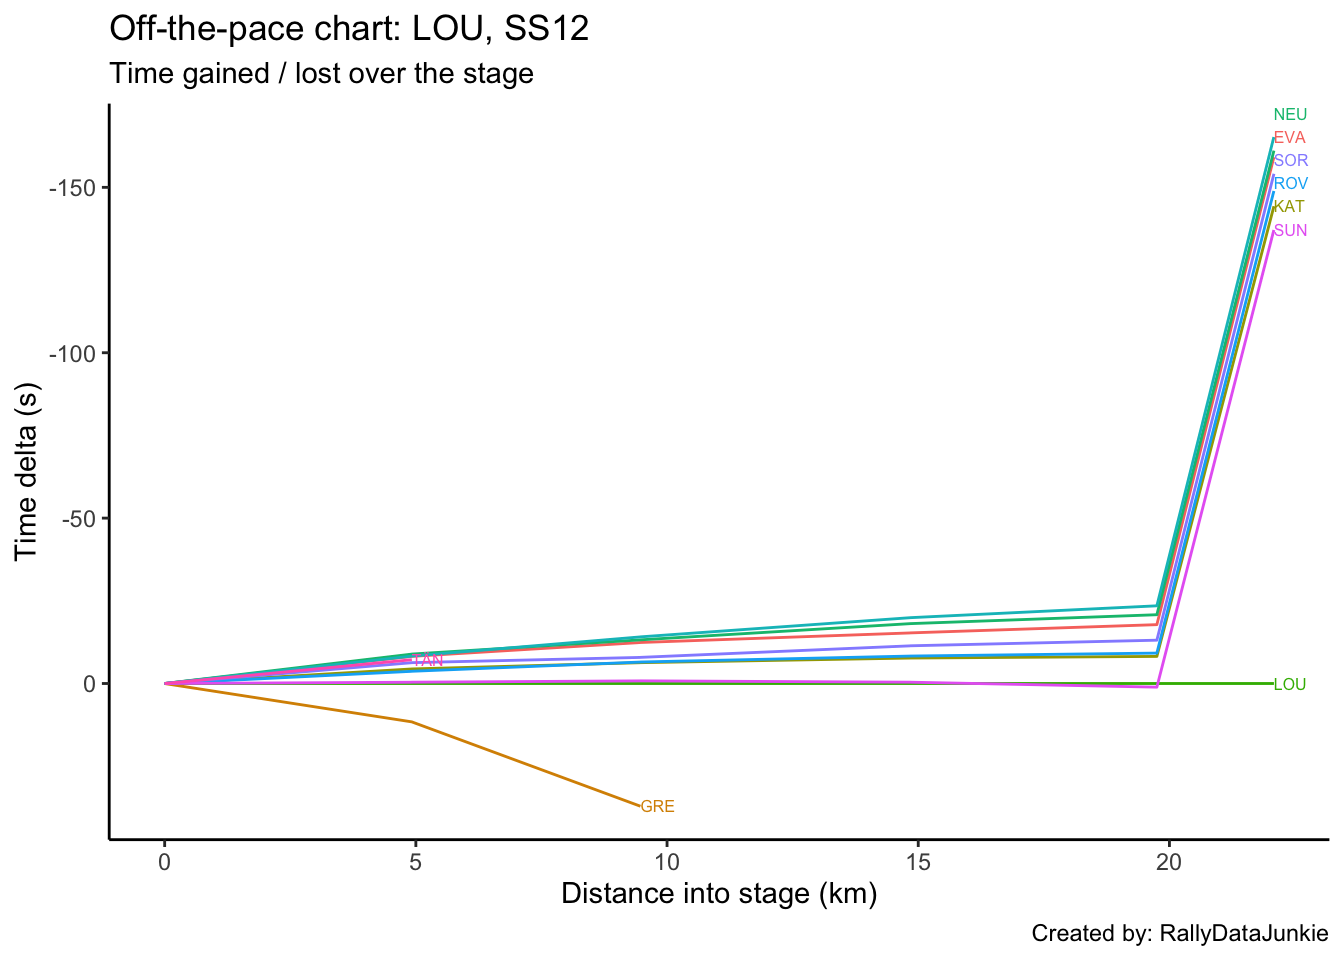 Off-the-pace chart: LOU, SS12
Time gained / lost over the stage
NEU
EVA
SOR
ROV
KAT
SUN
-150
-100
-50
0
Time delta (s)
TAN
LOU
GRE
0 5 10 15 20
Distance into stage (km)
Created by: RallyDataJunkie